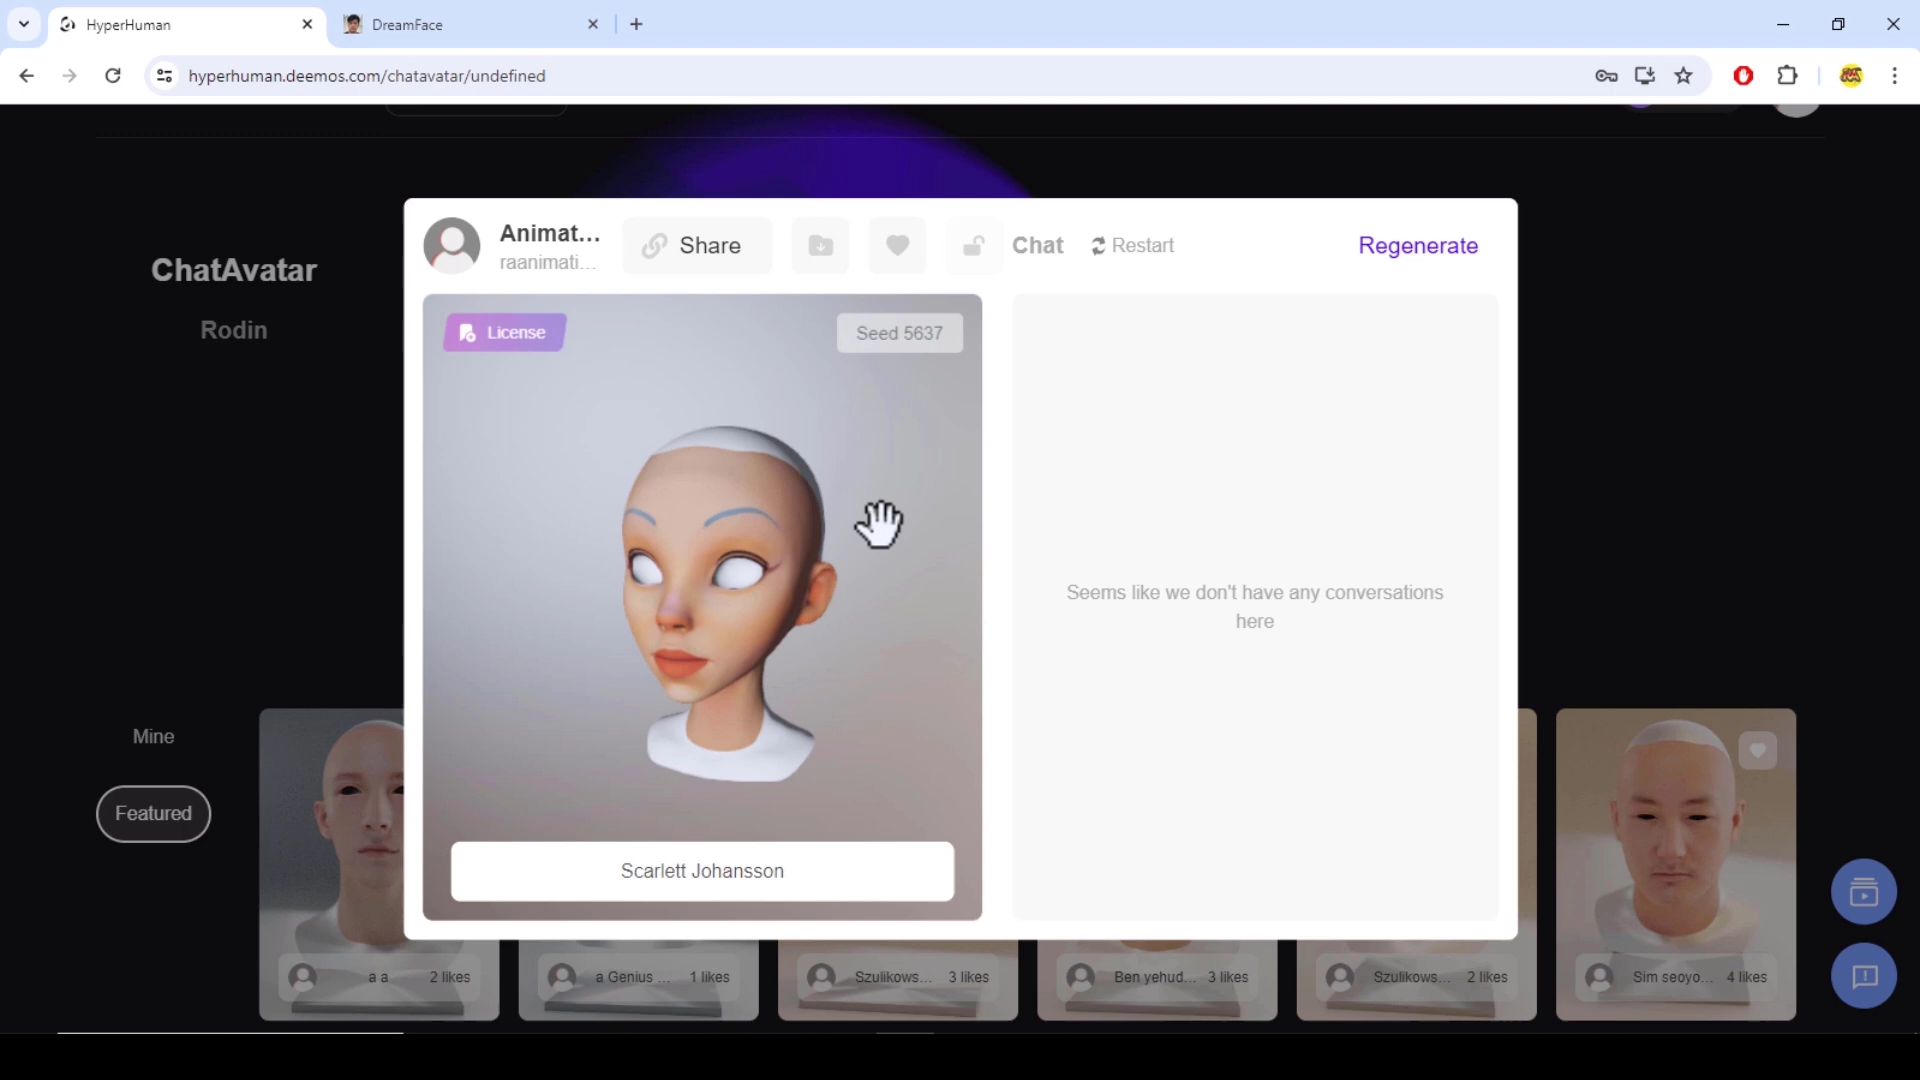 HyperHuman
DreamFace
hyperhuman.deemos.com/chatavatar/undefined
ChatAvatar
Rodin
Animat...
raanimati...
Share
Chat
Restart
Regenerate
License
Seed 5637
Seems like we don't have any conversations
here
Scarlett Johansson
Mine
Featured
a a 2 likes
a Genius ... 1 likes
Szulikows... 3 likes
Ben yehud... 3 likes
Szulikows... 2 likes
Sim seoyo... 4 likes